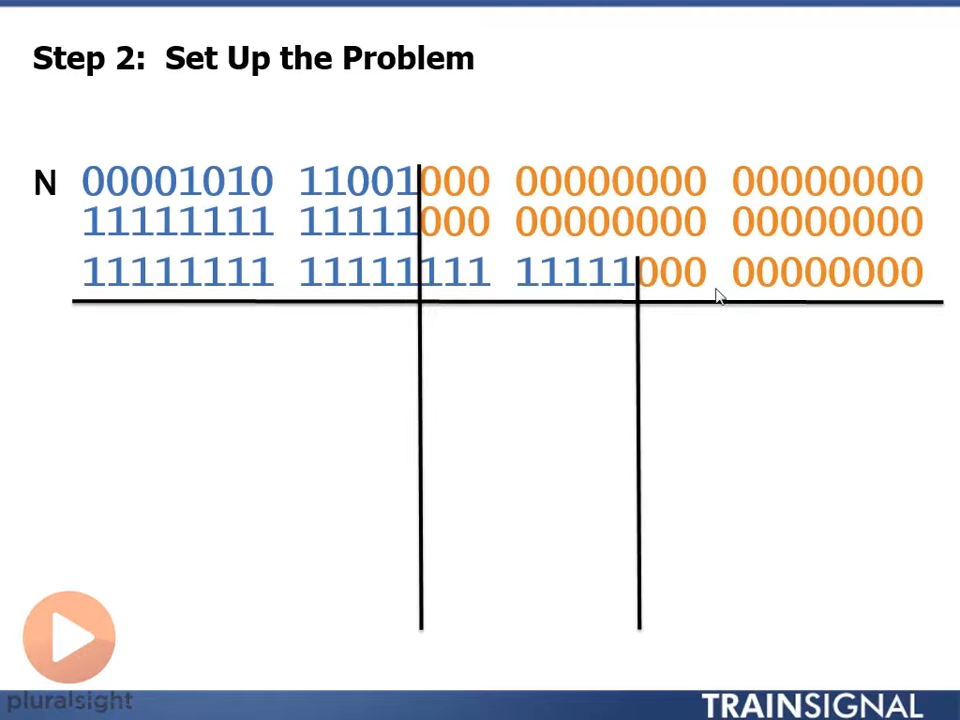 Step 2: Set Up the Problem
N 00001010 11001000 00000000 00000000
11111111 11111000 00000000 00000000
11111111 11111111 11111000 00000000
pluralsight
TRAINSIGNAL